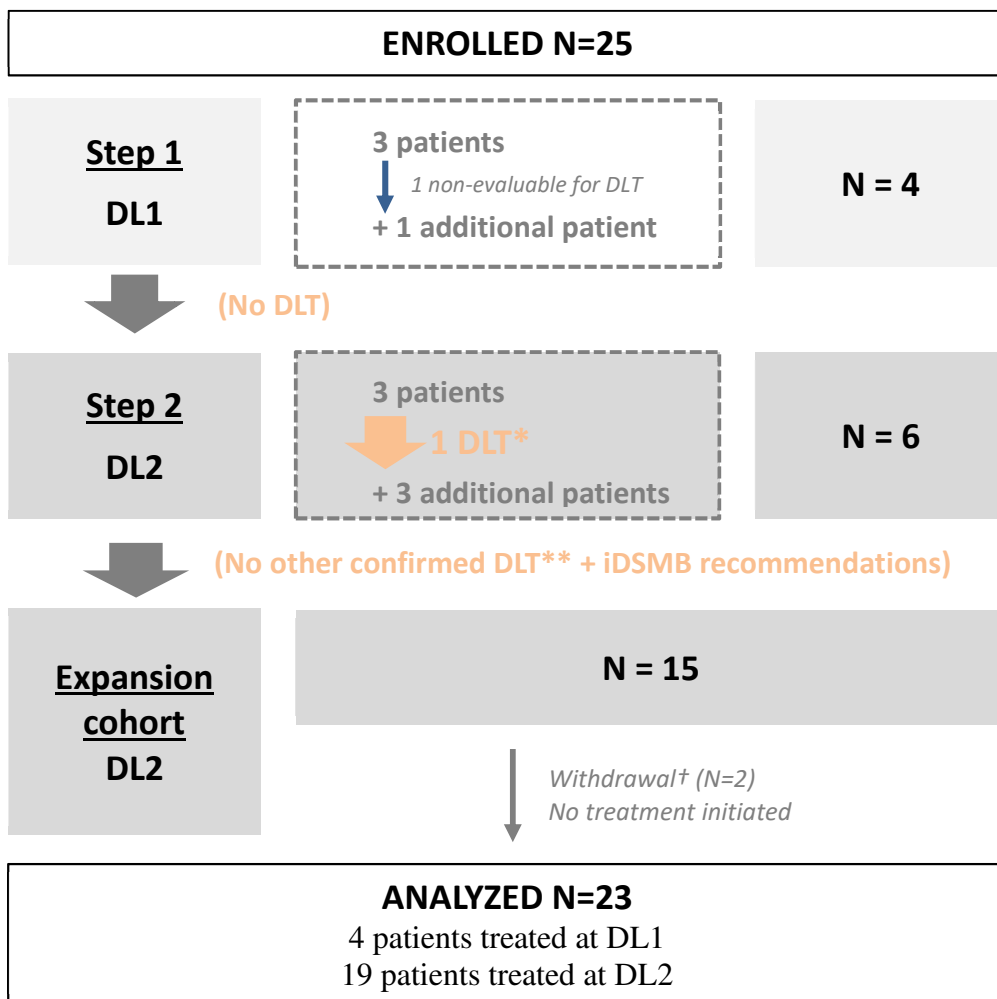 ENROLLED N=25
Step 1
DL1
3 patients
1 non-evaluable for DLT
+ 1 additional patient
N = 4
(No DLT)
Step 2
DL2
3 patients
1 DLT*
+ 3 additional patients
N = 6
(No other confirmed DLT** + iDSMB recommendations)
Expansion
cohort
DL2
N = 15
Withdrawal† (N=2)
No treatment initiated
ANALYZED N=23
4 patients treated at DL1
19 patients treated at DL2